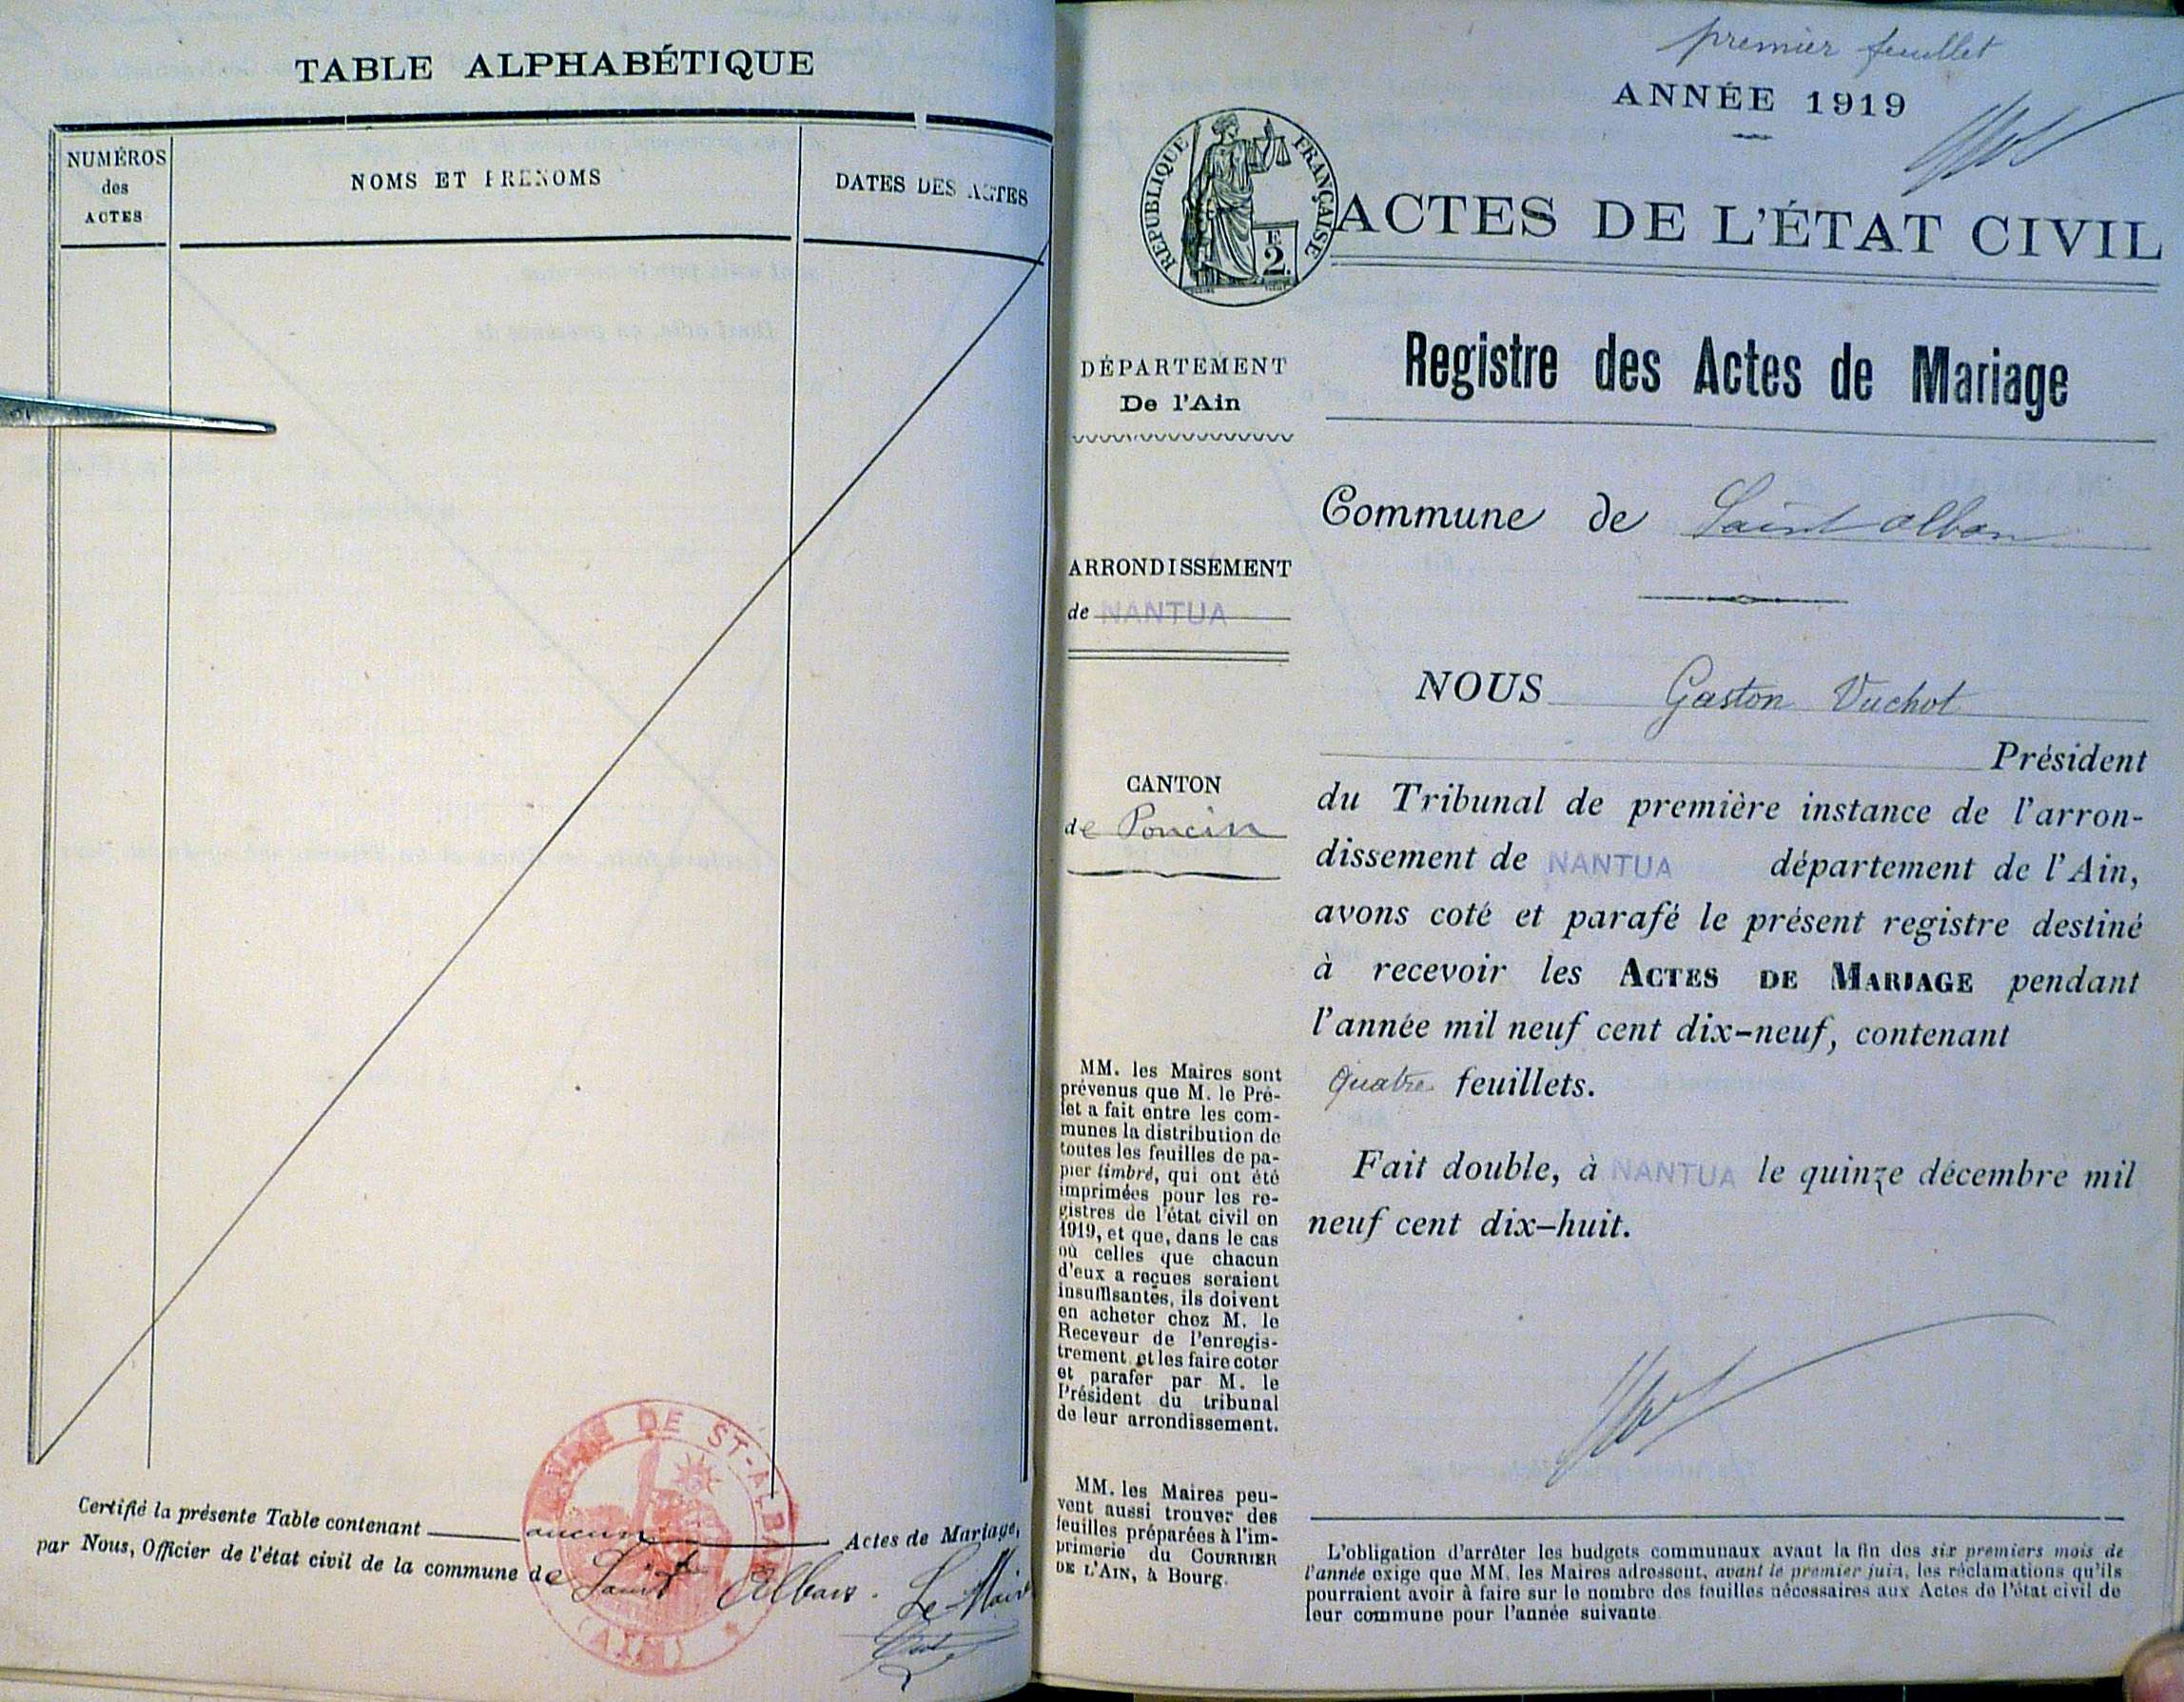 TABLE ALPHABÉTIQUE
NUMÉROS
des
ACTES
NOMS ET PRENOMS
DATES DES ACTES
MAIRIE DE ST-ALBAN
(AIN)
Certifié la présente Table contenant aucun Actes de Mariage,
par Nous, Officier de l'état civil de la commune de Saint Alban. Le Maire
premier feuillet
ANNÉE 1919
RÉPUBLIQUE FRANÇAISE
E
2.
ACTES DE L'ÉTAT CIVIL
Registre des Actes de Mariage
DÉPARTEMENT
De l'Ain
ARRONDISSEMENT
de NANTUA
CANTON
de Poncin
MM. les Maires sont
prévenus que M. le Pré-
fet a fait entre les com-
munes la distribution de
toutes les feuilles de pa-
pier timbré, qui ont été
imprimées pour les re-
gistres de l'état civil en
1919, et que, dans le cas
où celles que chacun
d'eux a reçues seraient
insuffisantes, ils doivent
en acheter chez M. le
Receveur de l'enregis-
trement et les faire coter
et parafer par M. le
Président du tribunal
de leur arrondissement.
MM. les Maires peu-
vent aussi trouver des
feuilles préparées à l'im-
primerie du COURRIER
DE L'AIN, à Bourg.
Commune de Saint Alban
NOUS Gaston Vuchot
Président
du Tribunal de première instance de l'arron-
dissement de NANTUA département de l'Ain,
avons coté et parafé le présent registre destiné
à recevoir les ACTES DE MARIAGE pendant
l'année mil neuf cent dix-neuf, contenant
quatre feuillets.
Fait double, à NANTUA le quinze décembre mil
neuf cent dix-huit.
L'obligation d'arrêter les budgets communaux avant la fin des six premiers mois de
l'année exige que MM. les Maires adressent, avant le premier juin, les réclamations qu'ils
pourraient avoir à faire sur le nombre des feuilles nécessaires aux Actes de l'état civil de
leur commune pour l'année suivante.